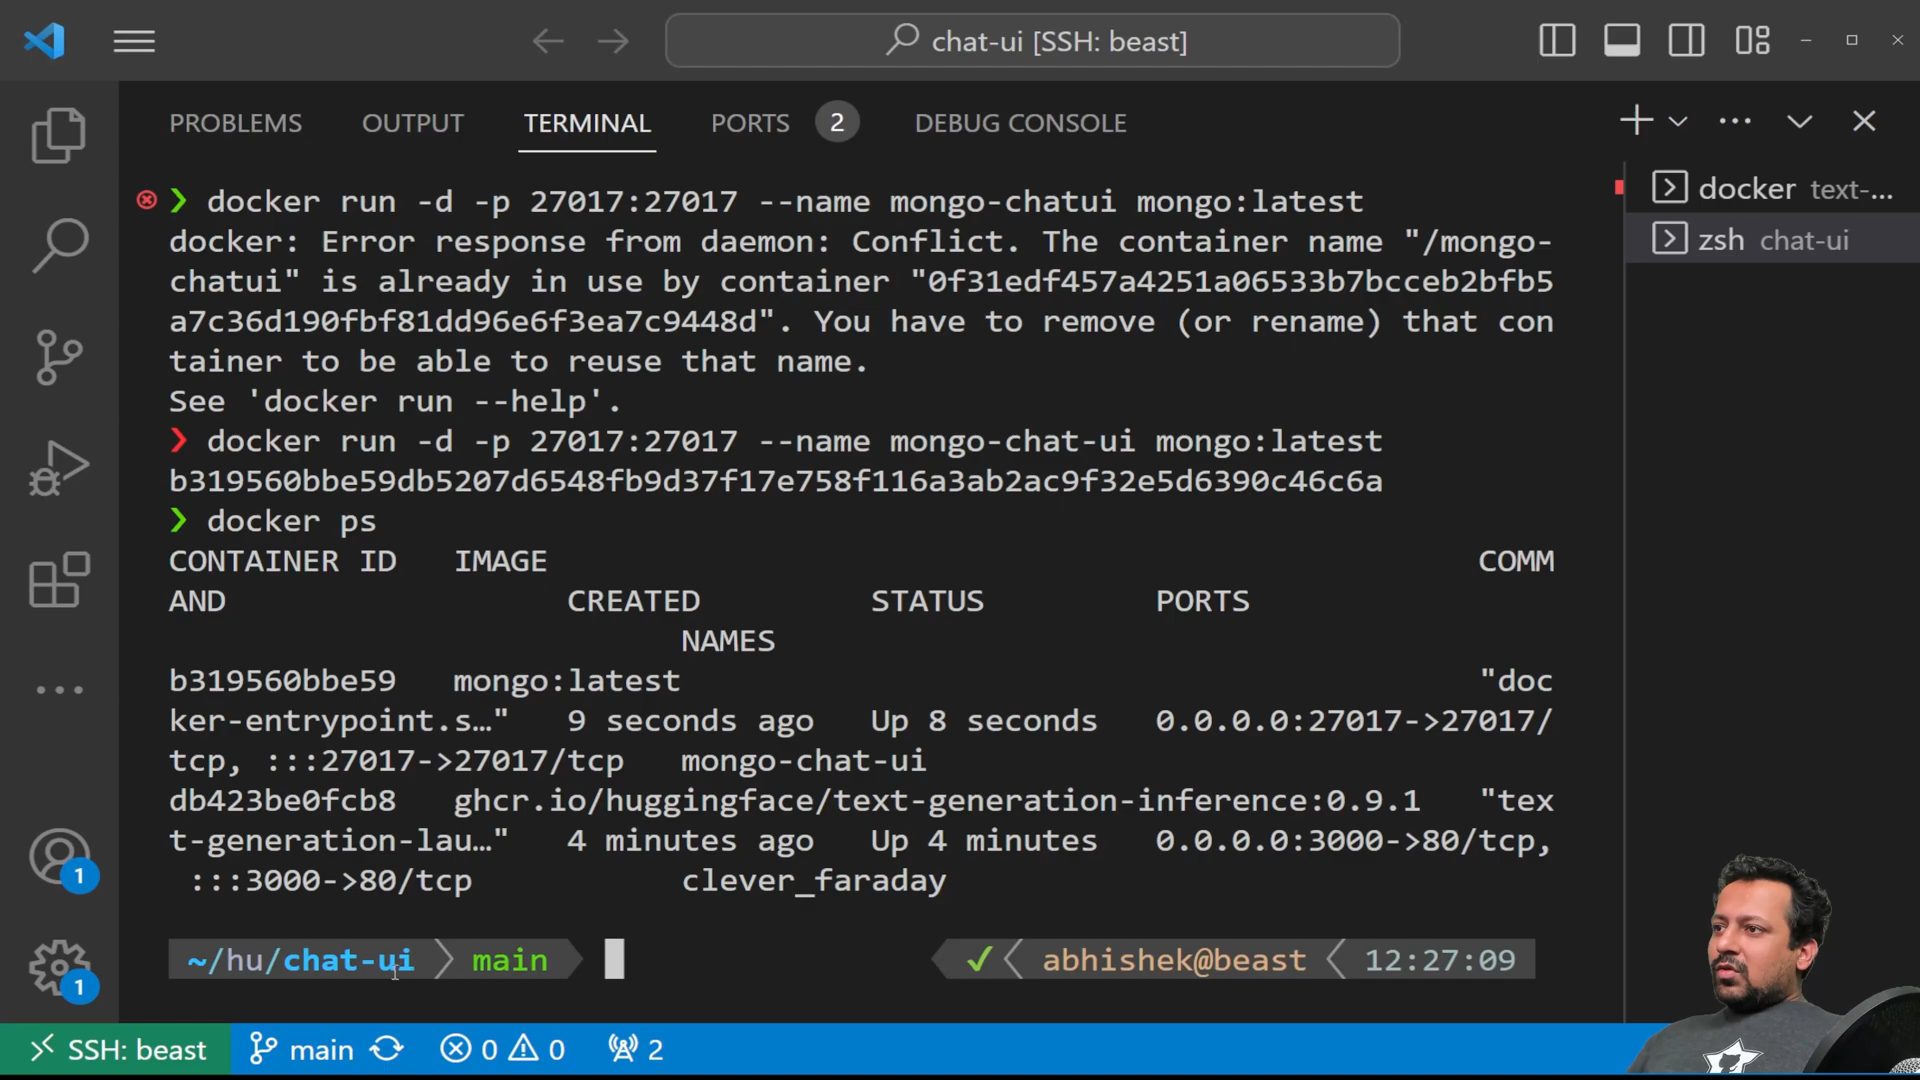 chat-ui [SSH: beast]
PROBLEMS OUTPUT TERMINAL PORTS 2 DEBUG CONSOLE
❯ docker run -d -p 27017:27017 --name mongo-chatui mongo:latest
docker: Error response from daemon: Conflict. The container name "/mongo-
chatui" is already in use by container "0f31edf457a4251a06533b7bcceb2bfb5
a7c36d190fbf81dd96e6f3ea7c9448d". You have to remove (or rename) that con
tainer to be able to reuse that name.
See 'docker run --help'.
❯ docker run -d -p 27017:27017 --name mongo-chat-ui mongo:latest
b319560bbe59db5207d6548fb9d37f17e758f116a3ab2ac9f32e5d6390c46c6a
❯ docker ps
CONTAINER ID IMAGE COMM
AND CREATED STATUS PORTS
NAMES
b319560bbe59 mongo:latest "doc
ker-entrypoint.s…" 9 seconds ago Up 8 seconds 0.0.0.0:27017->27017/
tcp, :::27017->27017/tcp mongo-chat-ui
db423be0fcb8 ghcr.io/huggingface/text-generation-inference:0.9.1 "tex
t-generation-lau…" 4 minutes ago Up 4 minutes 0.0.0.0:3000->80/tcp,
:::3000->80/tcp clever_faraday
~/hu/chat-ui main ✓ abhishek@beast 12:27:09
docker text-...
zsh chat-ui
1
1
SSH: beast main 0 0 2